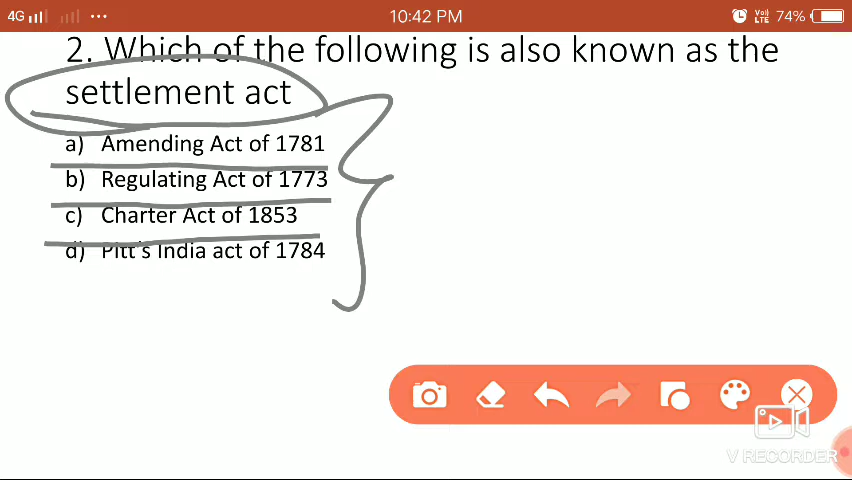 4G 10:42 PM VoLTE 74%
2. Which of the following is also known as the
settlement act
a) Amending Act of 1781
b) Regulating Act of 1773
c) Charter Act of 1853
d) Pitt's India act of 1784
V RECORDER